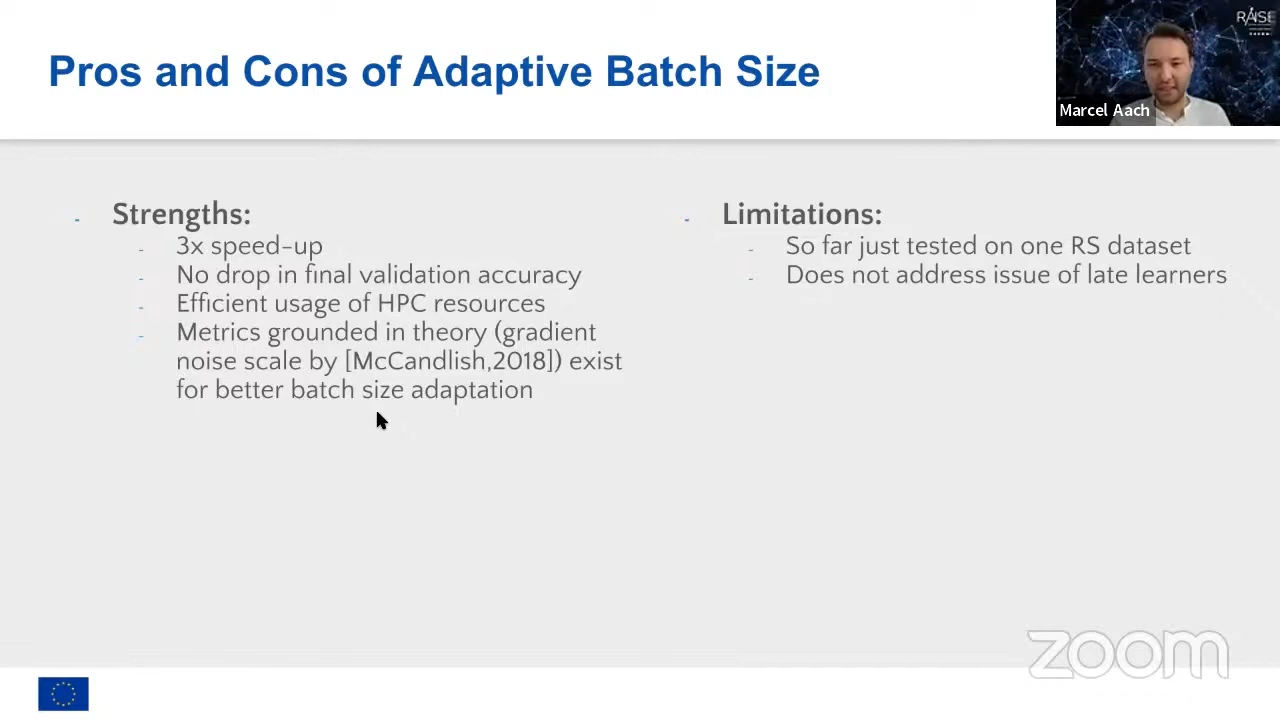 Pros and Cons of Adaptive Batch Size
RAISE
Marcel Aach
- Strengths:
- 3x speed-up
- No drop in final validation accuracy
- Efficient usage of HPC resources
- Metrics grounded in theory (gradient
noise scale by [McCandlish,2018]) exist
for better batch size adaptation
- Limitations:
- So far just tested on one RS dataset
- Does not address issue of late learners
zoom